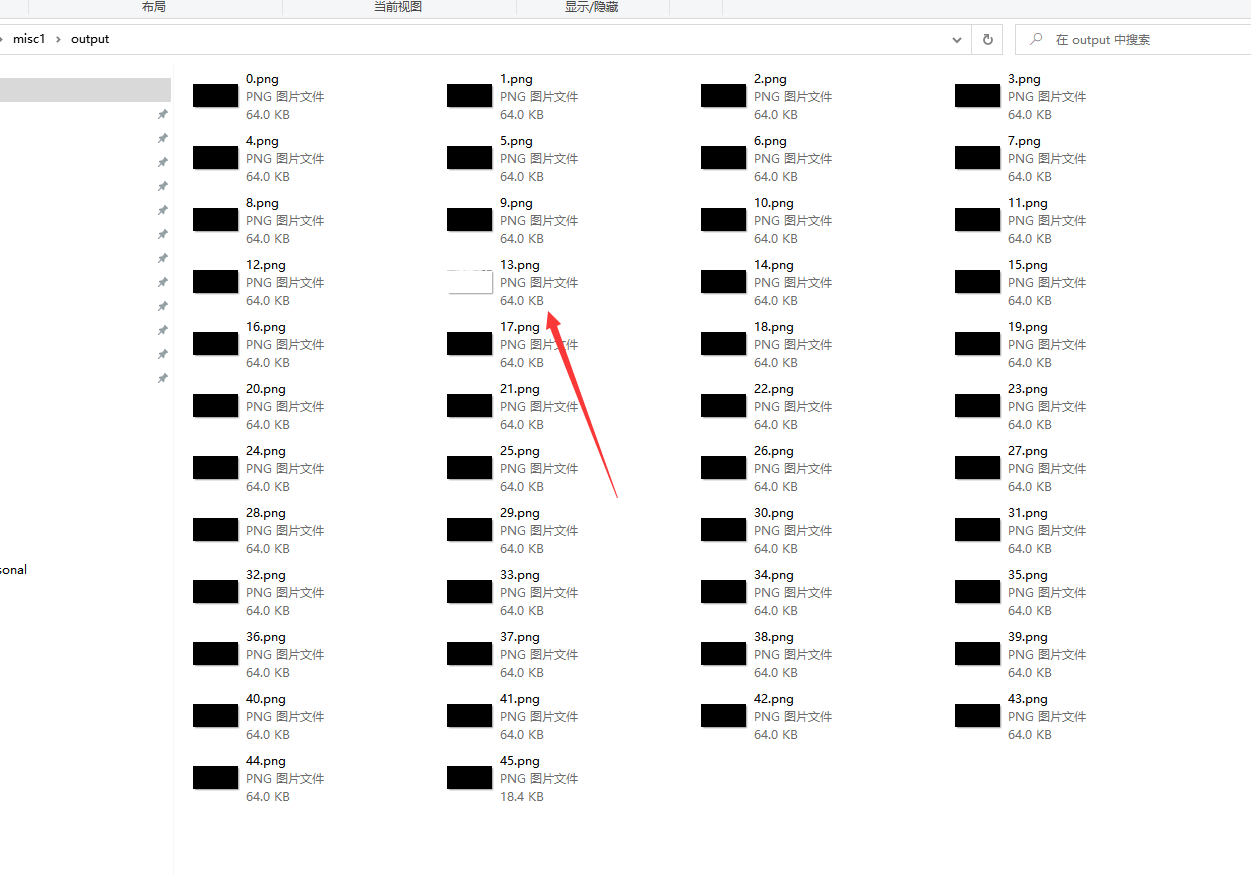 布局 当前视图 显示/隐藏
misc1 › output 在 output 中搜索
0.png 1.png 2.png 3.png
PNG 图片文件 PNG 图片文件 PNG 图片文件 PNG 图片文件
64.0 KB 64.0 KB 64.0 KB 64.0 KB
4.png 5.png 6.png 7.png
PNG 图片文件 PNG 图片文件 PNG 图片文件 PNG 图片文件
64.0 KB 64.0 KB 64.0 KB 64.0 KB
8.png 9.png 10.png 11.png
PNG 图片文件 PNG 图片文件 PNG 图片文件 PNG 图片文件
64.0 KB 64.0 KB 64.0 KB 64.0 KB
12.png 13.png 14.png 15.png
PNG 图片文件 PNG 图片文件 PNG 图片文件 PNG 图片文件
64.0 KB 64.0 KB 64.0 KB 64.0 KB
16.png 17.png 18.png 19.png
PNG 图片文件 PNG 图片文件 PNG 图片文件 PNG 图片文件
64.0 KB 64.0 KB 64.0 KB 64.0 KB
20.png 21.png 22.png 23.png
PNG 图片文件 PNG 图片文件 PNG 图片文件 PNG 图片文件
64.0 KB 64.0 KB 64.0 KB 64.0 KB
24.png 25.png 26.png 27.png
PNG 图片文件 PNG 图片文件 PNG 图片文件 PNG 图片文件
64.0 KB 64.0 KB 64.0 KB 64.0 KB
28.png 29.png 30.png 31.png
PNG 图片文件 PNG 图片文件 PNG 图片文件 PNG 图片文件
64.0 KB 64.0 KB 64.0 KB 64.0 KB
sonal
32.png 33.png 34.png 35.png
PNG 图片文件 PNG 图片文件 PNG 图片文件 PNG 图片文件
64.0 KB 64.0 KB 64.0 KB 64.0 KB
36.png 37.png 38.png 39.png
PNG 图片文件 PNG 图片文件 PNG 图片文件 PNG 图片文件
64.0 KB 64.0 KB 64.0 KB 64.0 KB
40.png 41.png 42.png 43.png
PNG 图片文件 PNG 图片文件 PNG 图片文件 PNG 图片文件
64.0 KB 64.0 KB 64.0 KB 64.0 KB
44.png 45.png
PNG 图片文件 PNG 图片文件
64.0 KB 18.4 KB